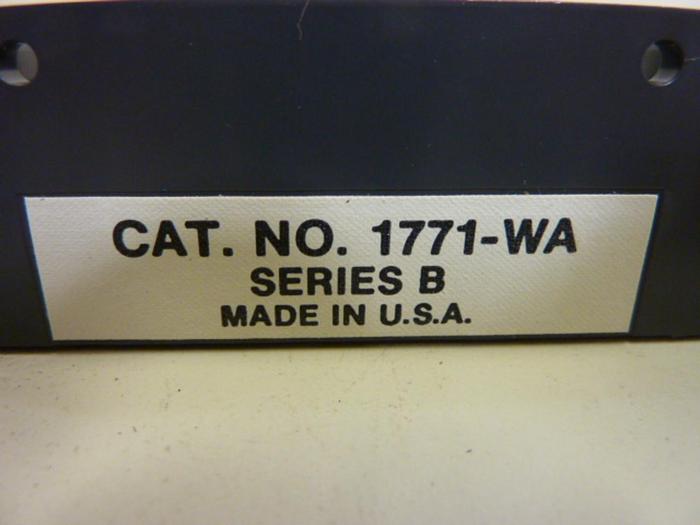 CAT. NO. 1771-WA
SERIES B
MADE IN U.S.A.